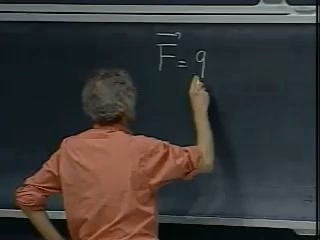 F⃗ = q